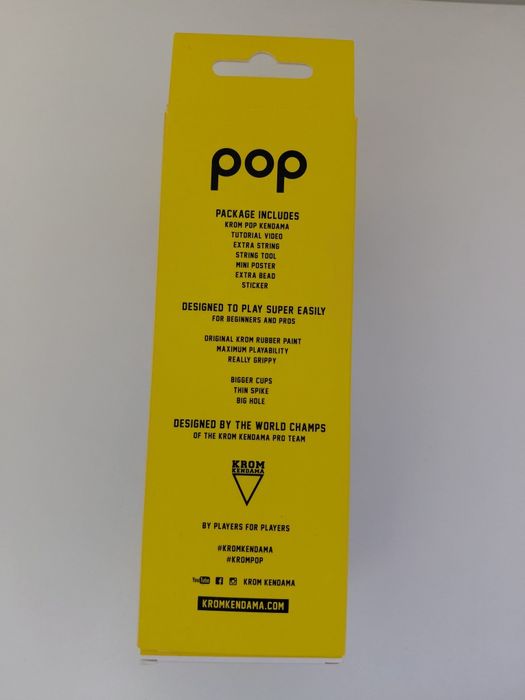 pop
PACKAGE INCLUDES
KROM POP KENDAMA
TUTORIAL VIDEO
EXTRA STRING
STRING TOOL
MINI POSTER
EXTRA BEAD
STICKER
DESIGNED TO PLAY SUPER EASILY
FOR BEGINNERS AND PROS
ORIGINAL KROM RUBBER PAINT
MAXIMUM PLAYABILITY
REALLY GRIPPY
BIGGER CUPS
THIN SPIKE
BIG HOLE
DESIGNED BY THE WORLD CHAMPS
OF THE KROM KENDAMA PRO TEAM
KROM
KENDAMA
BY PLAYERS FOR PLAYERS
#KROMKENDAMA
#KROMPOP
YouTube f KROM KENDAMA
KROMKENDAMA.COM